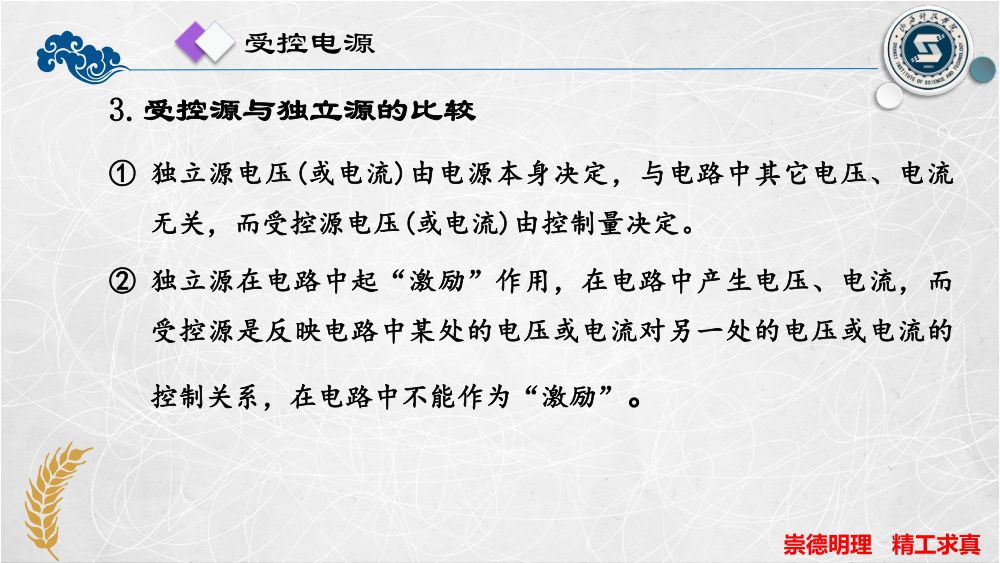 受控电源
3. 受控源与独立源的比较
① 独立源电压(或电流)由电源本身决定，与电路中其它电压、电流
无关，而受控源电压(或电流)由控制量决定。
② 独立源在电路中起“激励”作用，在电路中产生电压、电流，而
受控源是反映电路中某处的电压或电流对另一处的电压或电流的
控制关系，在电路中不能作为“激励”。
崇德明理 精工求真